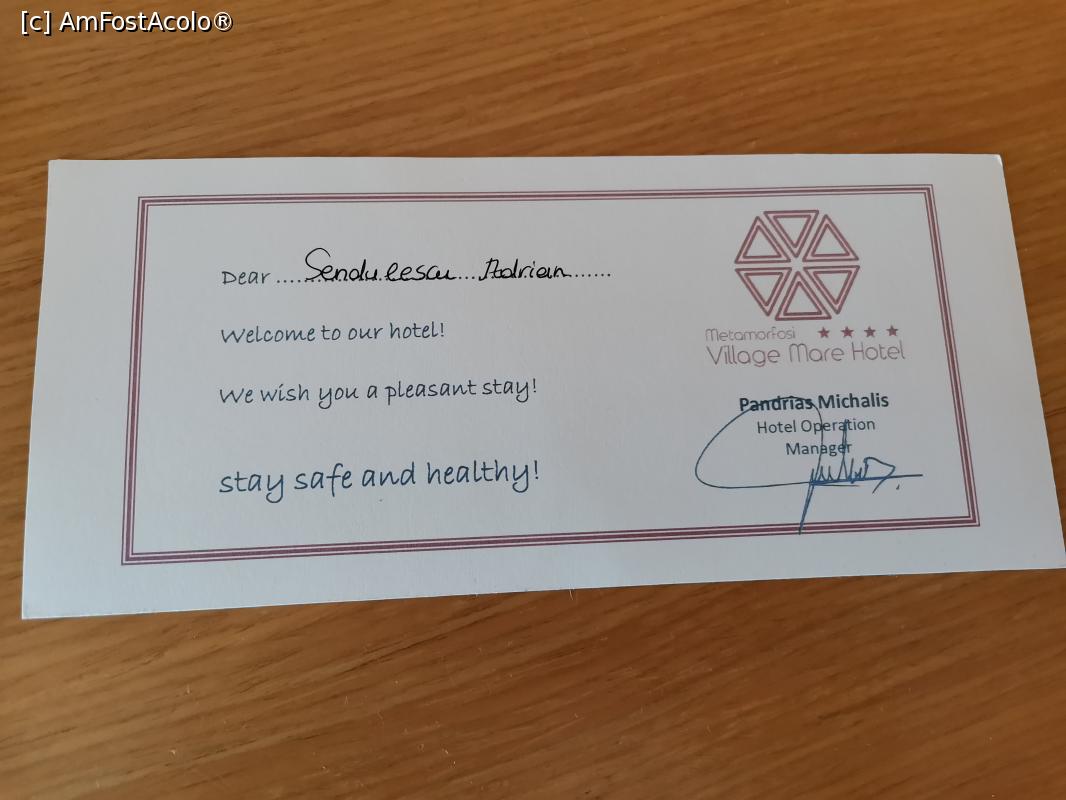 [c] AmFostAcolo®
Dear ......Sendulescu...Adrian......
Welcome to our hotel!
We wish you a pleasant stay!
stay safe and healthy!
Metamorfosi ★ ★ ★ ★
Village Mare Hotel
Pandrias Michalis
Hotel Operation
Manager